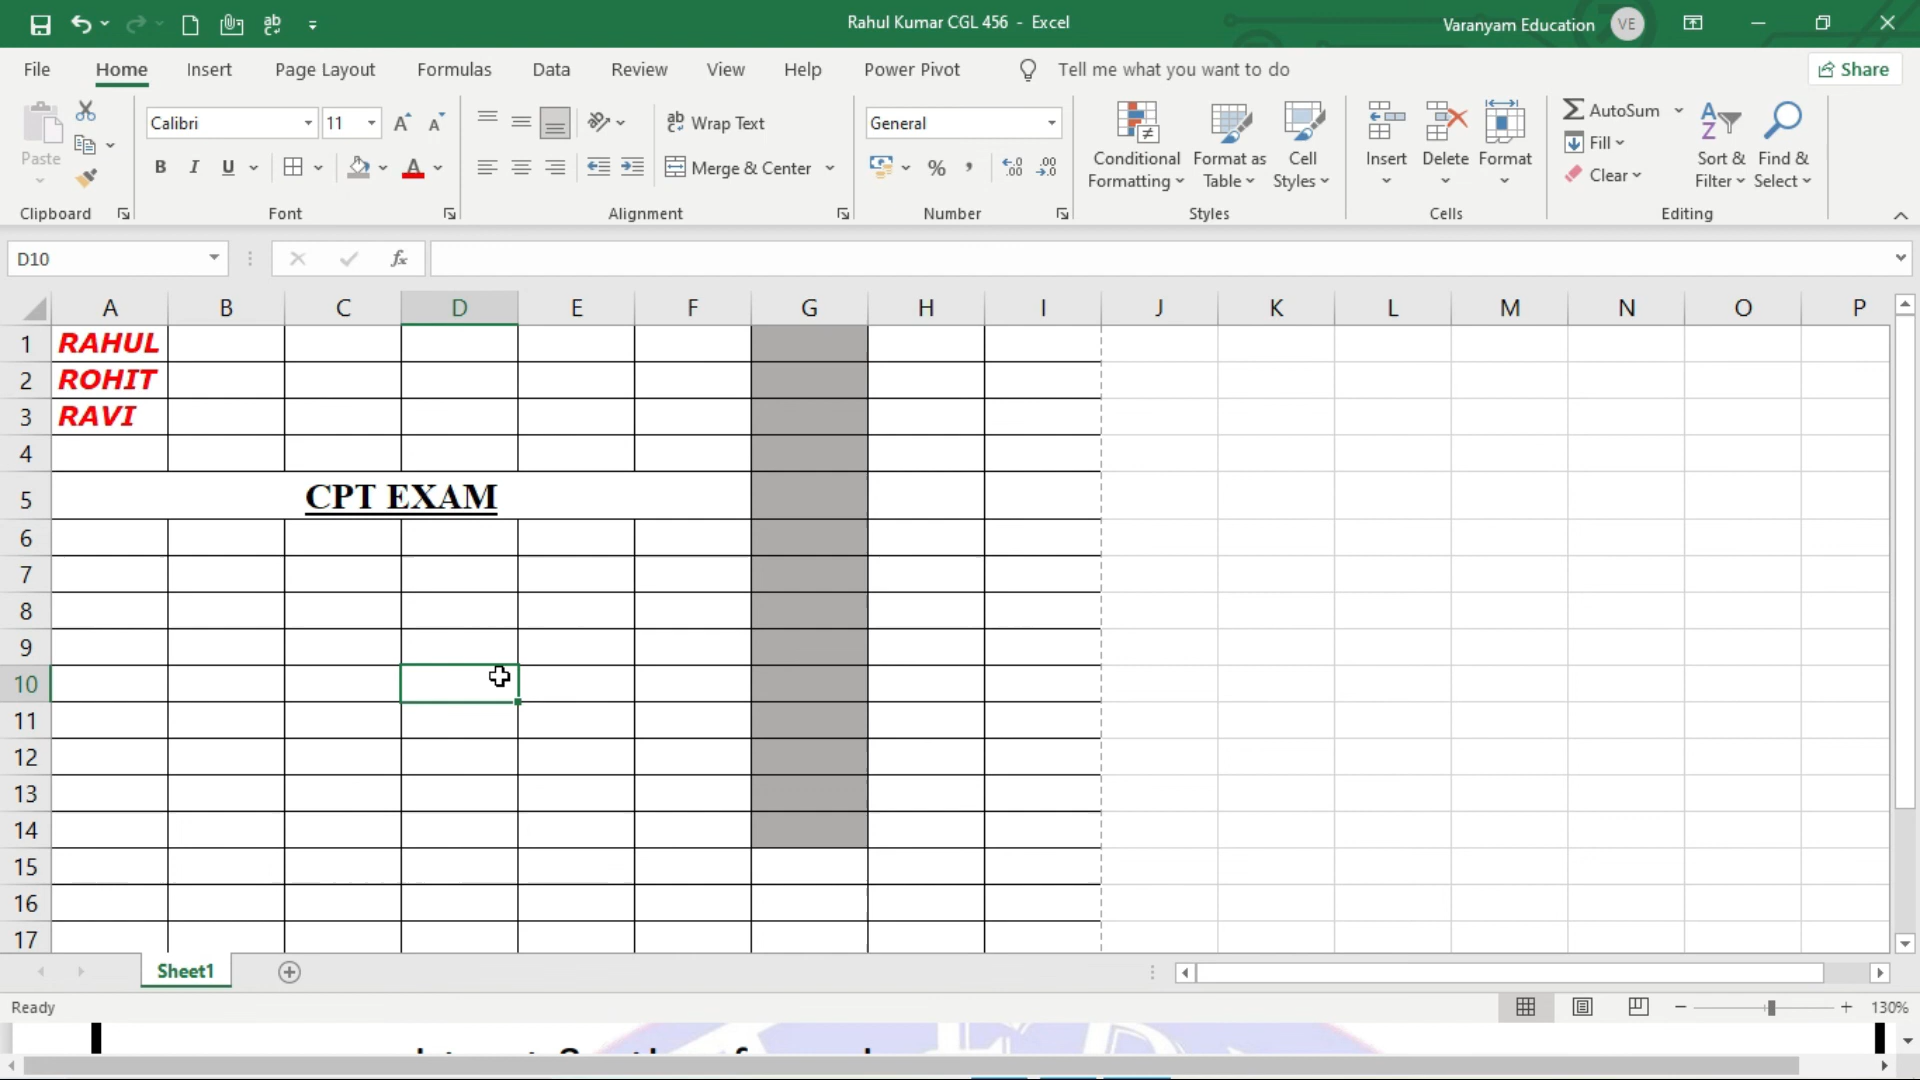 Rahul Kumar CGL 456 - Excel
Varanyam Education VE
File Home Insert Page Layout Formulas Data Review View Help Power Pivot Tell me what you want to do Share
Paste
Calibri 11
B I U A
ab Wrap Text
Merge & Center
General
% , .00
Conditional Formatting
Format as Table
Cell Styles
Insert Delete Format
AutoSum
Fill
Clear
Sort & Filter
Find & Select
Clipboard Font Alignment Number Styles Cells Editing
D10 fx
A B C D E F G H I J K L M N O P
1 RAHUL
2 ROHIT
3 RAVI
4
5 CPT EXAM
6
7
8
9
10
11
12
13
14
15
16
17
Sheet1
Ready 130%